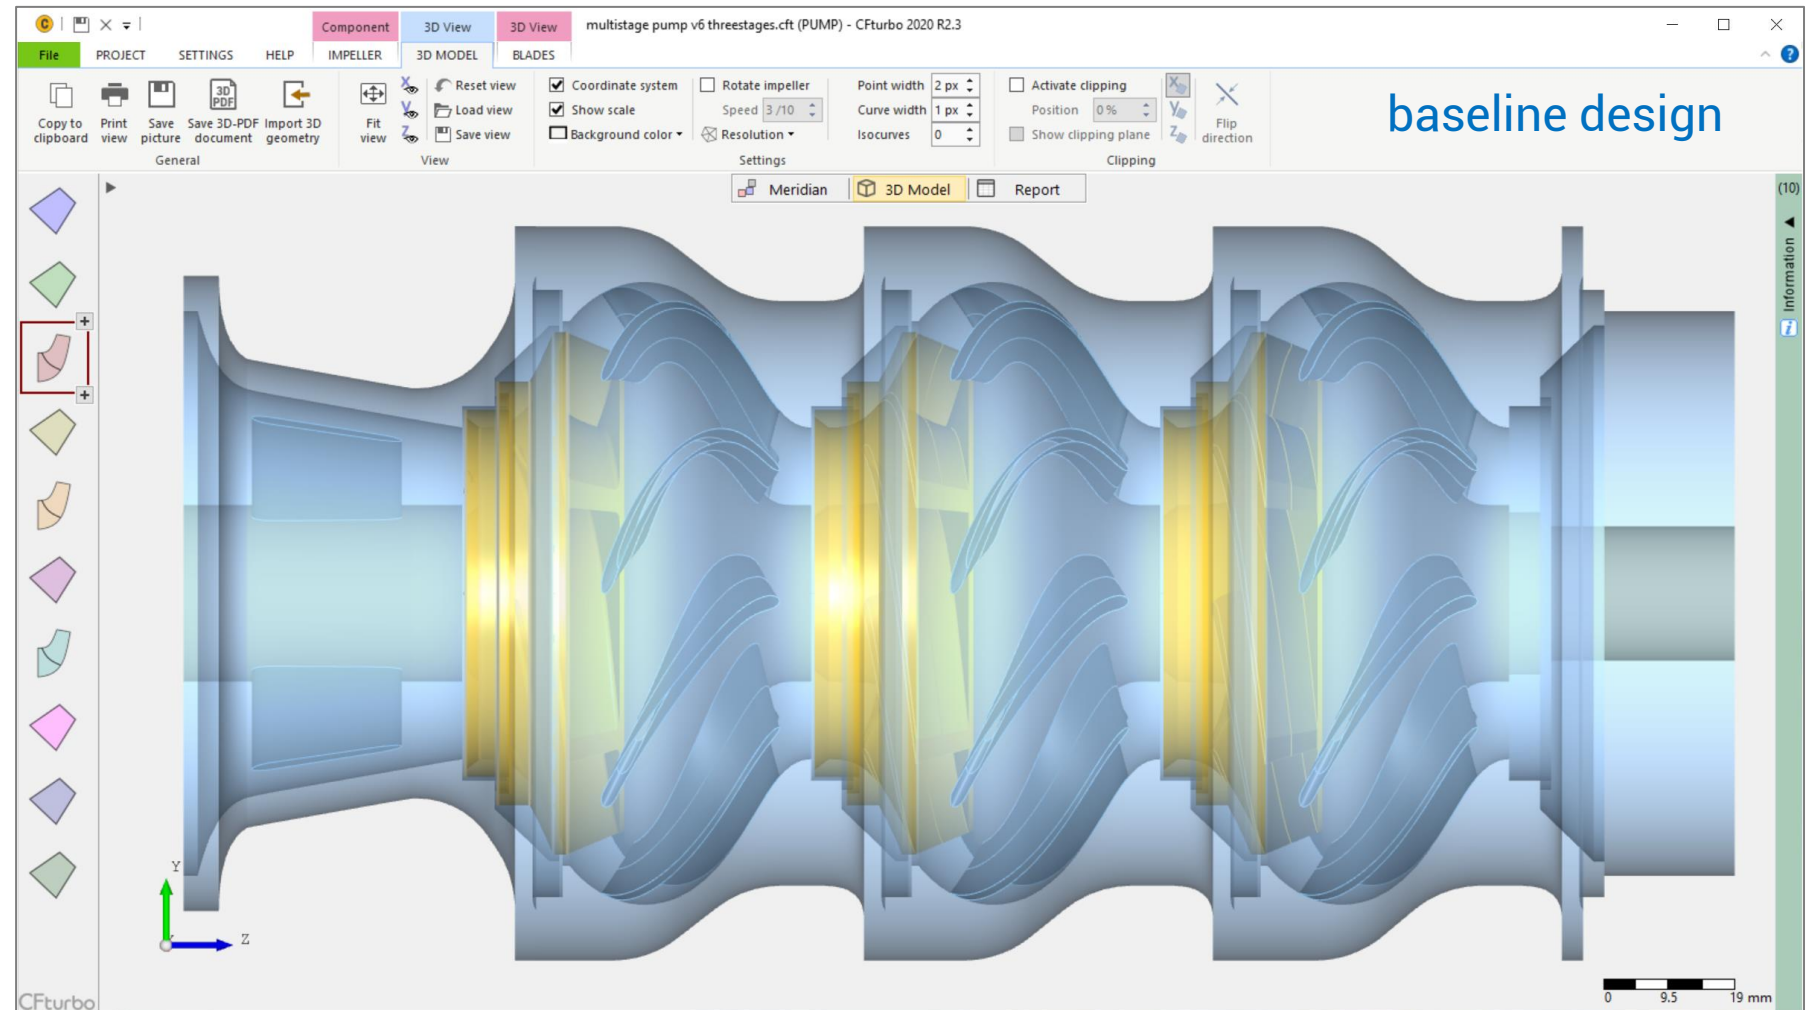 C
multistage pump v6 threestages.cft (PUMP) - CFturbo 2020 R2.3
Component 3D View 3D View
File PROJECT SETTINGS HELP IMPELLER 3D MODEL BLADES
?
Copy to clipboard
Print view
Save picture
3D PDF
Save 3D-PDF document
Import 3D geometry
General
Fit view
X
Y
Z
Reset view
Load view
Save view
View
Coordinate system
Show scale
Background color
Rotate impeller
Speed 3 /10
Resolution
Point width 2 px
Curve width 1 px
Isocurves 0
Settings
Activate clipping
Position 0 %
Show clipping plane
X
Y
Z
Flip direction
Clipping
baseline design
Meridian 3D Model Report
(10)
Information
i
Y
Z
CFturbo
0 9.5 19 mm